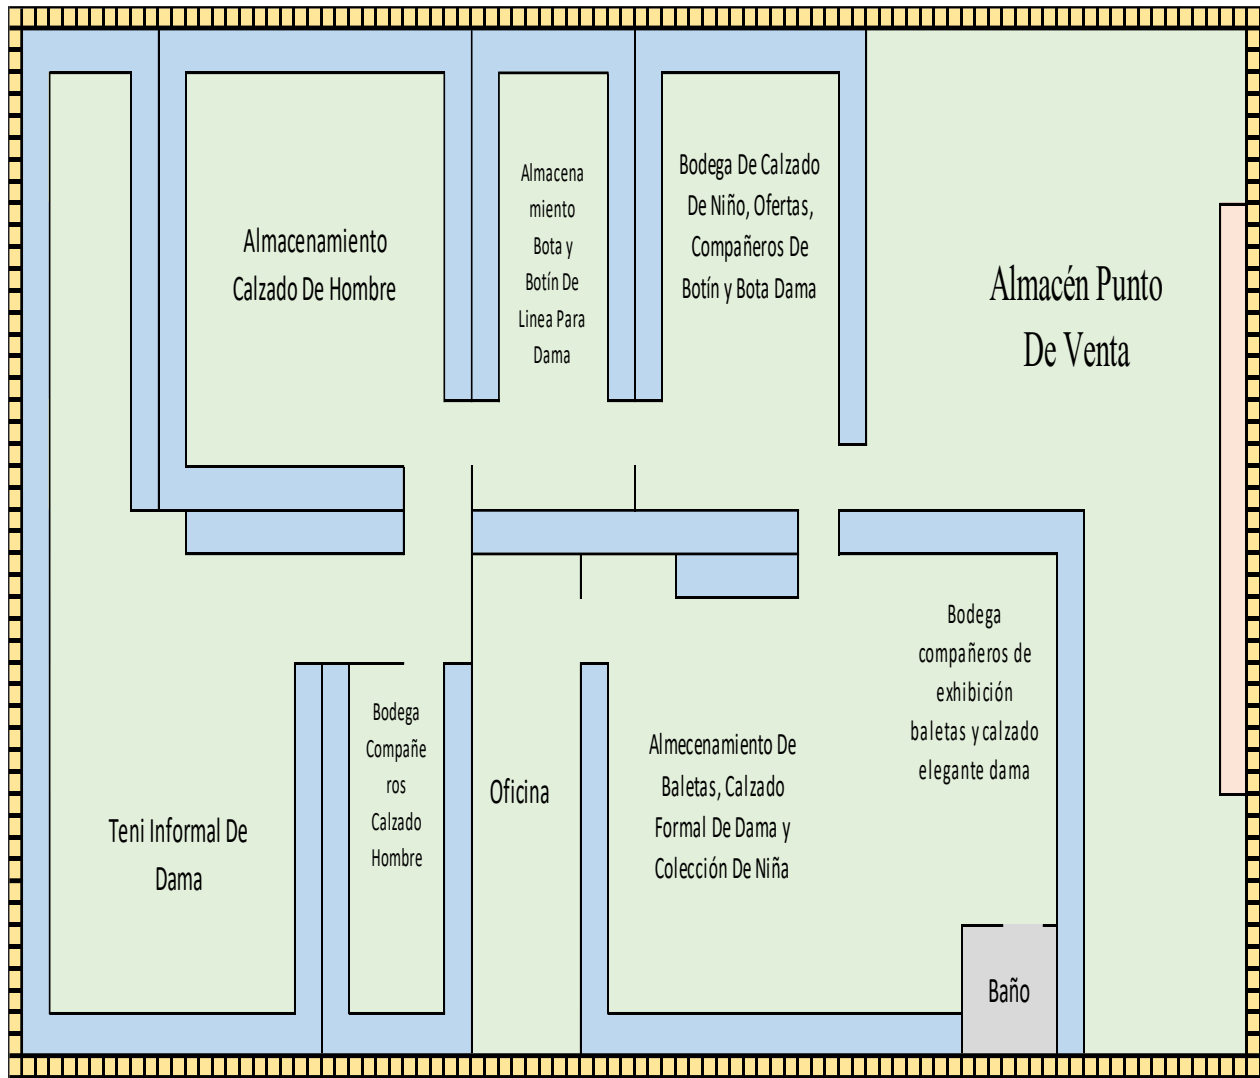 Almacenamiento
Calzado De Hombre
Almacena
miento
Bota y
Botín De
Linea Para
Dama
Bodega De Calzado
De Niño, Ofertas,
Compañeros De
Botín y Bota Dama
Almacén Punto
De Venta
Bodega
compañeros de
exhibición
baletas y calzado
elegante dama
Bodega
Compañe
ros
Calzado
Hombre
Oficina
Almecenamiento De
Baletas, Calzado
Formal De Dama y
Colección De Niña
Teni Informal De
Dama
Baño